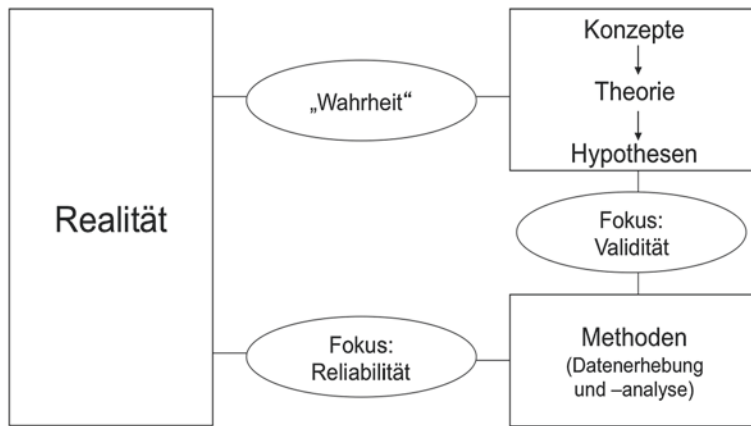 Realität
„Wahrheit“
Konzepte
Theorie
Hypothesen
Fokus:
Validität
Fokus:
Reliabilität
Methoden
(Datenerhebung
und –analyse)